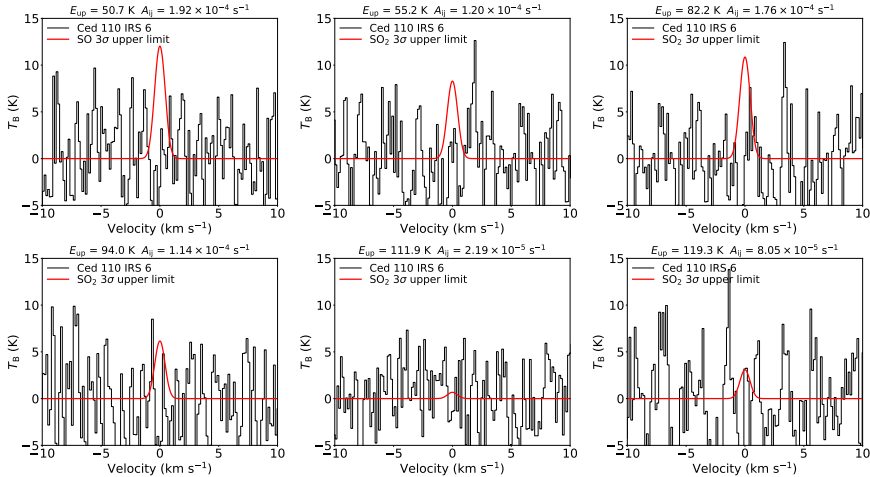 E_up = 50.7 K A_ij = 1.92 × 10⁻⁴ s⁻¹
Ced 110 IRS 6
SO 3σ upper limit
15
10
5
0
−5
T_B (K)
−10 −5 0 5 10
Velocity (km s⁻¹)
E_up = 55.2 K A_ij = 1.20 × 10⁻⁴ s⁻¹
Ced 110 IRS 6
SO₂ 3σ upper limit
15
10
5
0
−5
T_B (K)
−10 −5 0 5 10
Velocity (km s⁻¹)
E_up = 82.2 K A_ij = 1.76 × 10⁻⁴ s⁻¹
Ced 110 IRS 6
SO₂ 3σ upper limit
15
10
5
0
−5
T_B (K)
−10 −5 0 5 10
Velocity (km s⁻¹)
E_up = 94.0 K A_ij = 1.14 × 10⁻⁴ s⁻¹
Ced 110 IRS 6
SO₂ 3σ upper limit
15
10
5
0
−5
T_B (K)
−10 −5 0 5 10
Velocity (km s⁻¹)
E_up = 111.9 K A_ij = 2.19 × 10⁻⁵ s⁻¹
Ced 110 IRS 6
SO₂ 3σ upper limit
15
10
5
0
−5
T_B (K)
−10 −5 0 5 10
Velocity (km s⁻¹)
E_up = 119.3 K A_ij = 8.05 × 10⁻⁵ s⁻¹
Ced 110 IRS 6
SO₂ 3σ upper limit
15
10
5
0
−5
T_B (K)
−10 −5 0 5 10
Velocity (km s⁻¹)